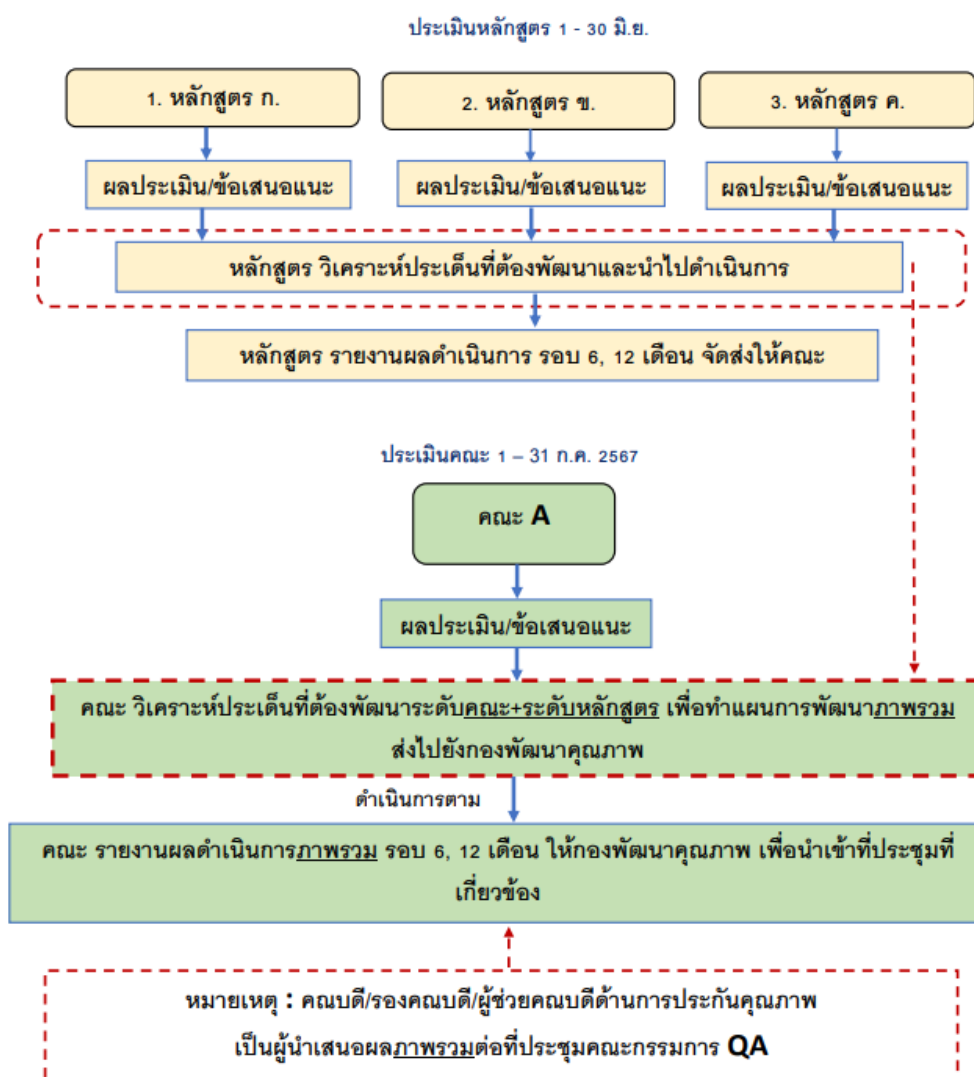 ประเมินหลักสูตร 1 - 30 มิ.ย.
1. หลักสูตร ก.
2. หลักสูตร ข.
3. หลักสูตร ค.
ผลประเมิน/ข้อเสนอแนะ
ผลประเมิน/ข้อเสนอแนะ
ผลประเมิน/ข้อเสนอแนะ
หลักสูตร วิเคราะห์ประเด็นที่ต้องพัฒนาและนำไปดำเนินการ
หลักสูตร รายงานผลดำเนินการ รอบ 6, 12 เดือน จัดส่งให้คณะ
ประเมินคณะ 1 – 31 ก.ค. 2567
คณะ A
ผลประเมิน/ข้อเสนอแนะ
คณะ วิเคราะห์ประเด็นที่ต้องพัฒนาระดับคณะ+ระดับหลักสูตร เพื่อทำแผนการพัฒนาภาพรวม
ส่งไปยังกองพัฒนาคุณภาพ
ดำเนินการตาม
คณะ รายงานผลดำเนินการภาพรวม รอบ 6, 12 เดือน ให้กองพัฒนาคุณภาพ เพื่อนำเข้าที่ประชุมที่
เกี่ยวข้อง
หมายเหตุ : คณบดี/รองคณบดี/ผู้ช่วยคณบดีด้านการประกันคุณภาพ
เป็นผู้นำเสนอผลภาพรวมต่อที่ประชุมคณะกรรมการ QA